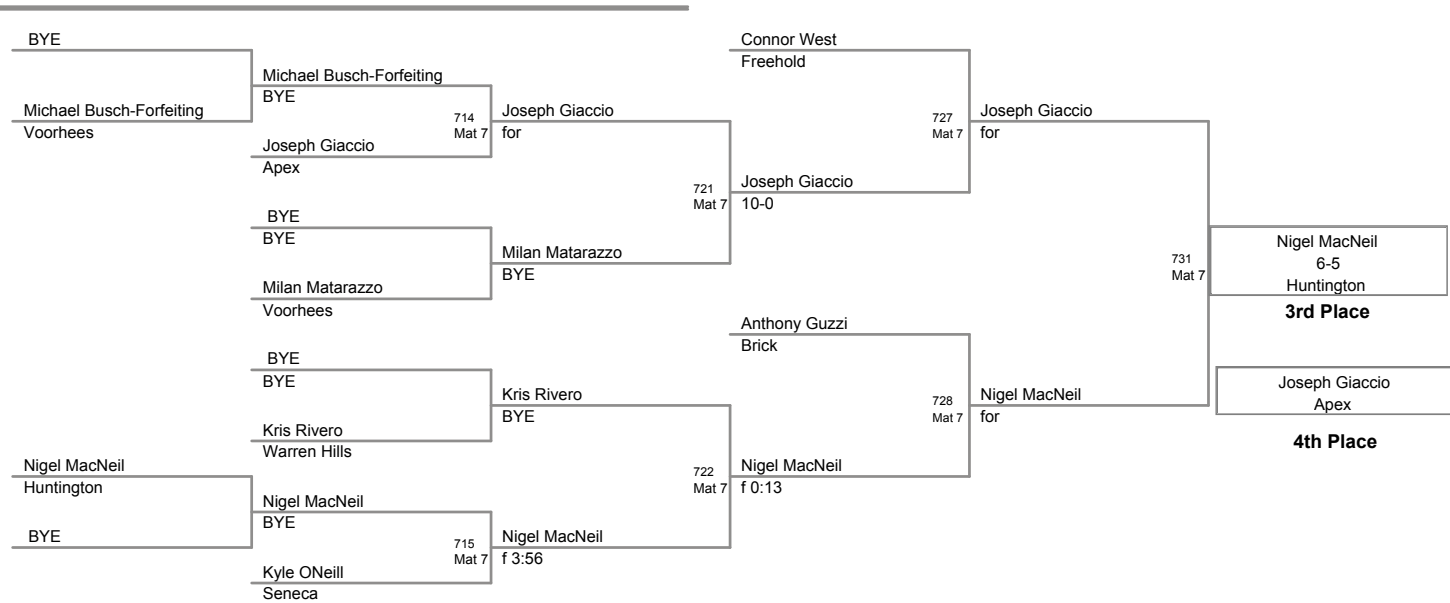 BYE
Michael Busch-Forfeiting
Voorhees
Nigel MacNeil
Huntington
BYE
Michael Busch-Forfeiting
BYE
714
Mat 7
Joseph Giaccio
Apex
BYE
BYE
Milan Matarazzo
Voorhees
BYE
BYE
Kris Rivero
Warren Hills
Nigel MacNeil
BYE
715
Mat 7
Kyle ONeill
Seneca
Joseph Giaccio
for
721
Mat 7
Milan Matarazzo
BYE
Kris Rivero
BYE
722
Mat 7
Nigel MacNeil
f 3:56
Connor West
Freehold
727
Mat 7
Joseph Giaccio
10-0
Anthony Guzzi
Brick
728
Mat 7
Nigel MacNeil
f 0:13
Joseph Giaccio
for
731
Mat 7
Nigel MacNeil
for
Nigel MacNeil
6-5
Huntington
3rd Place
Joseph Giaccio
Apex
4th Place